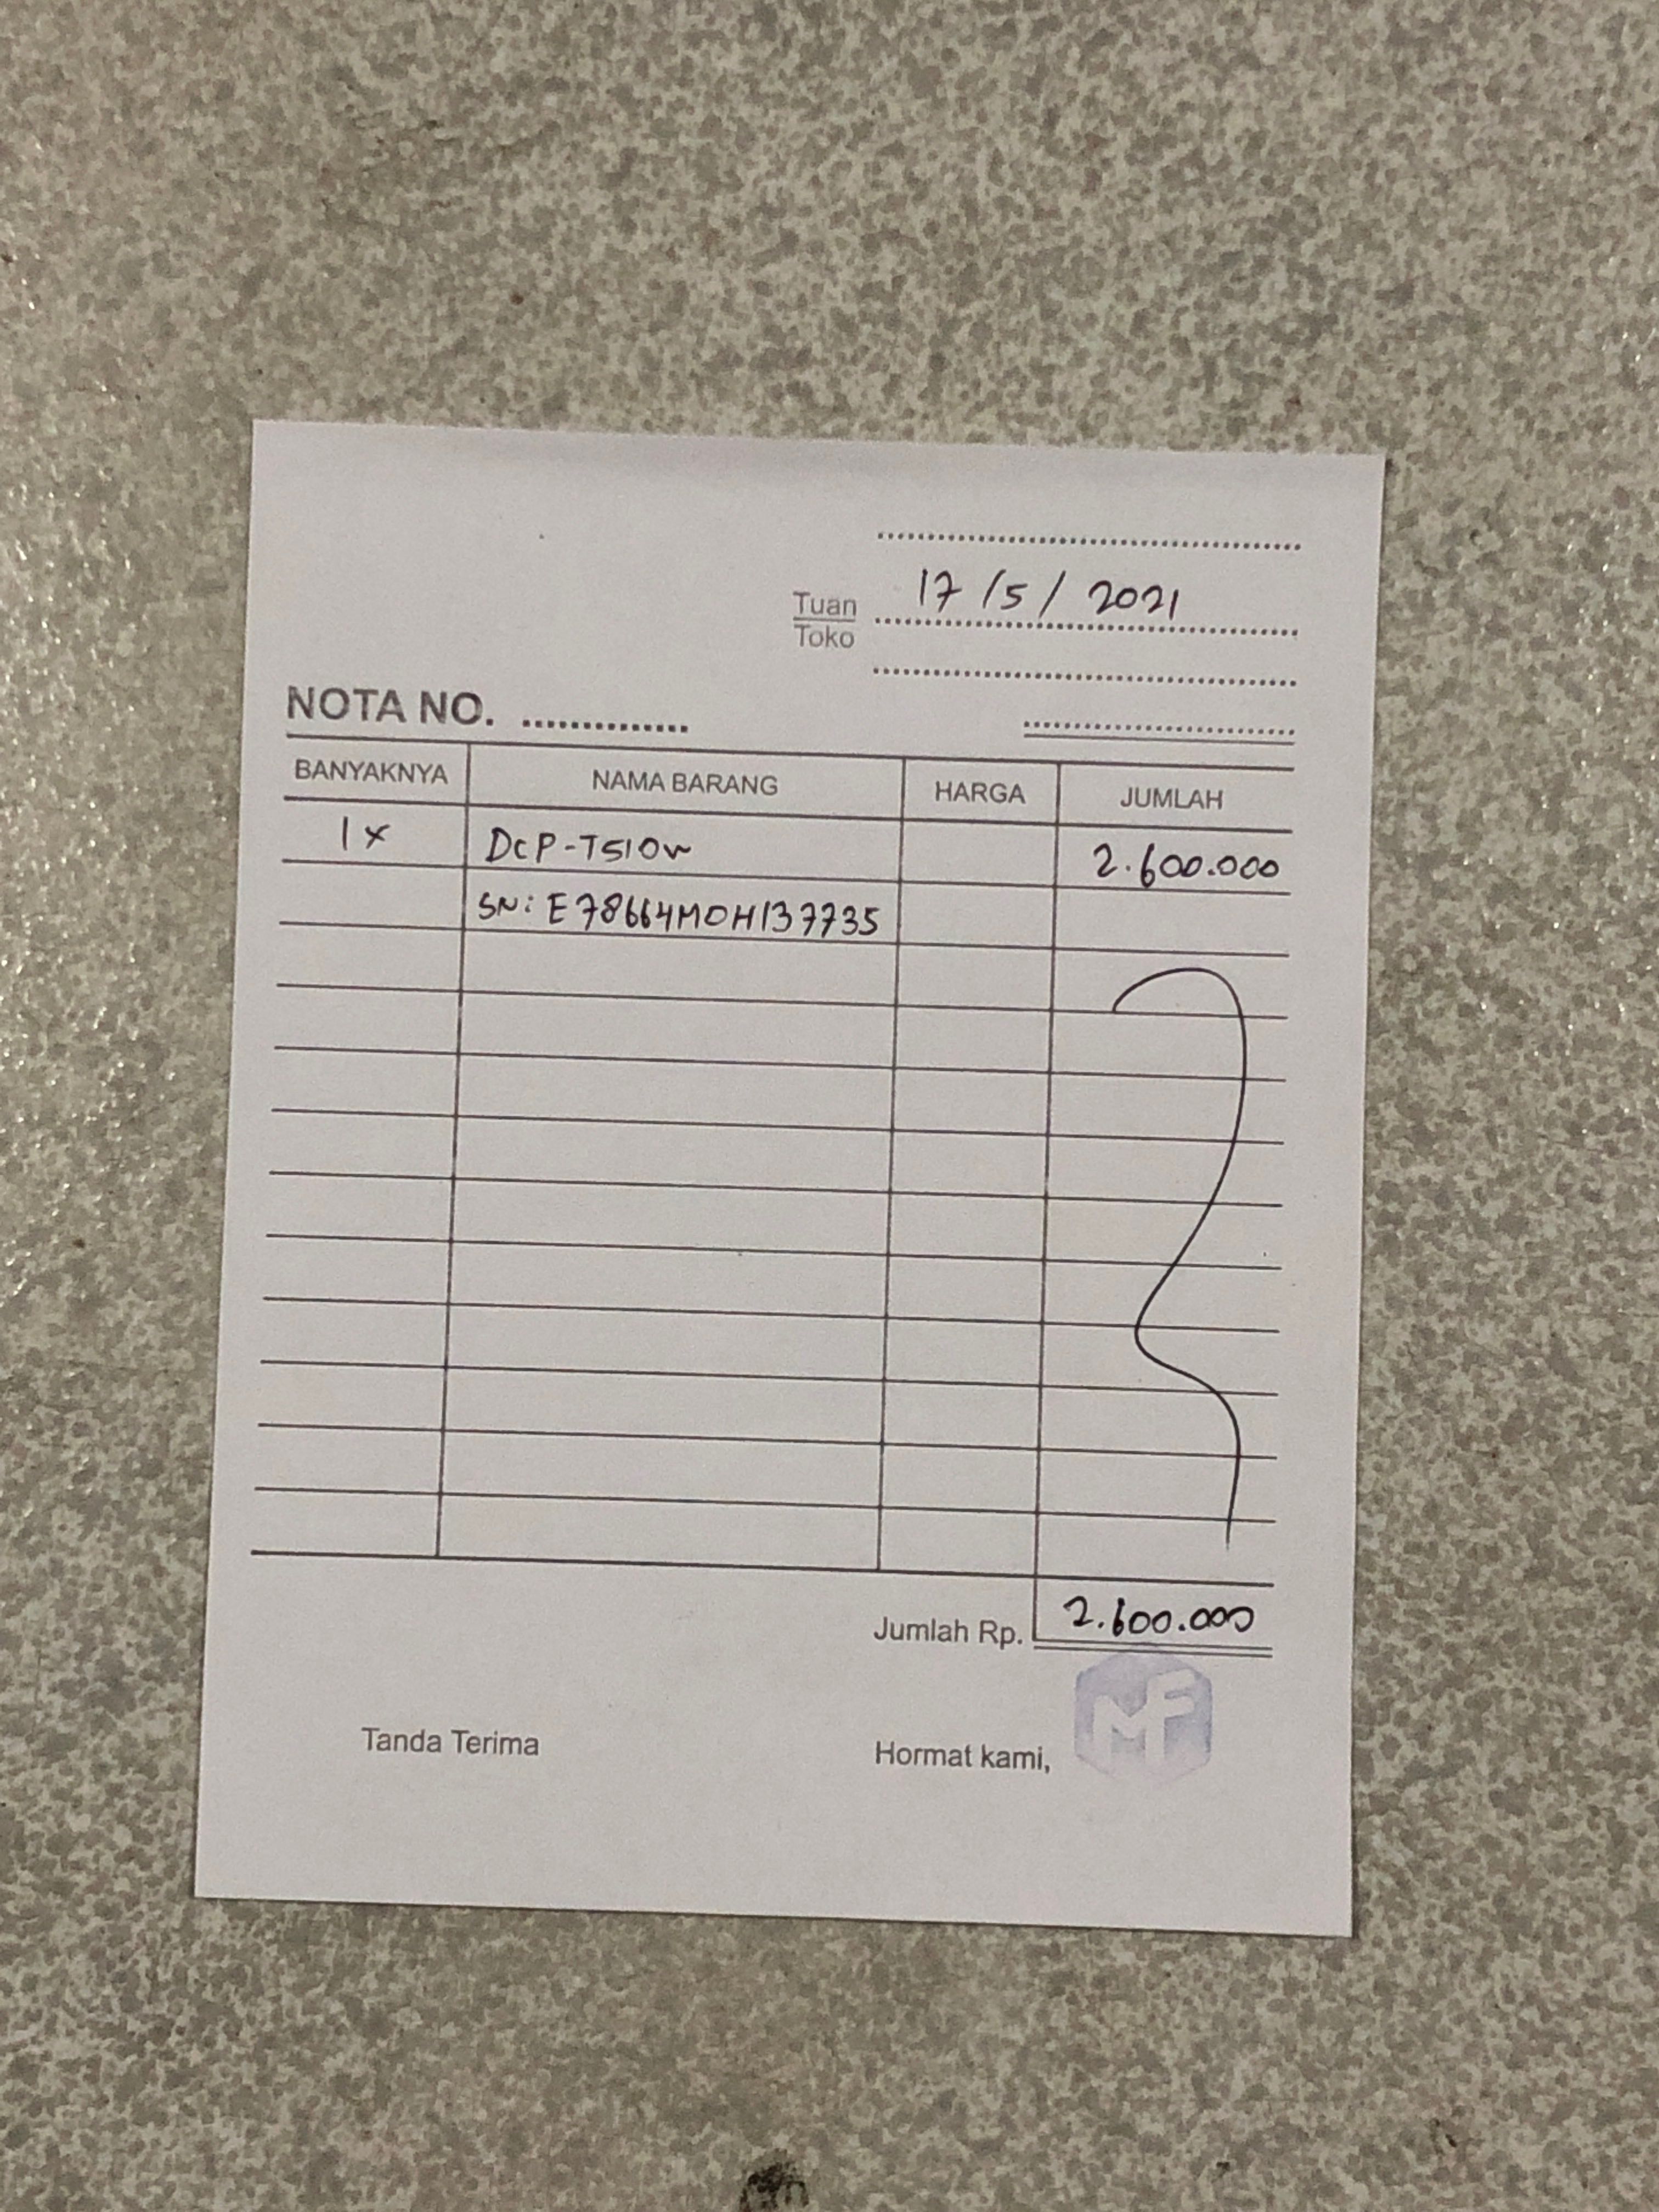 17/5/2021
Tuan
Toko
NOTA NO.
BANYAKNYA NAMA BARANG HARGA JUMLAH
1x DCP-T510W 2.600.000
SN: E78664M0H137735
Jumlah Rp. 2.600.000
MF
Tanda Terima Hormat kami,